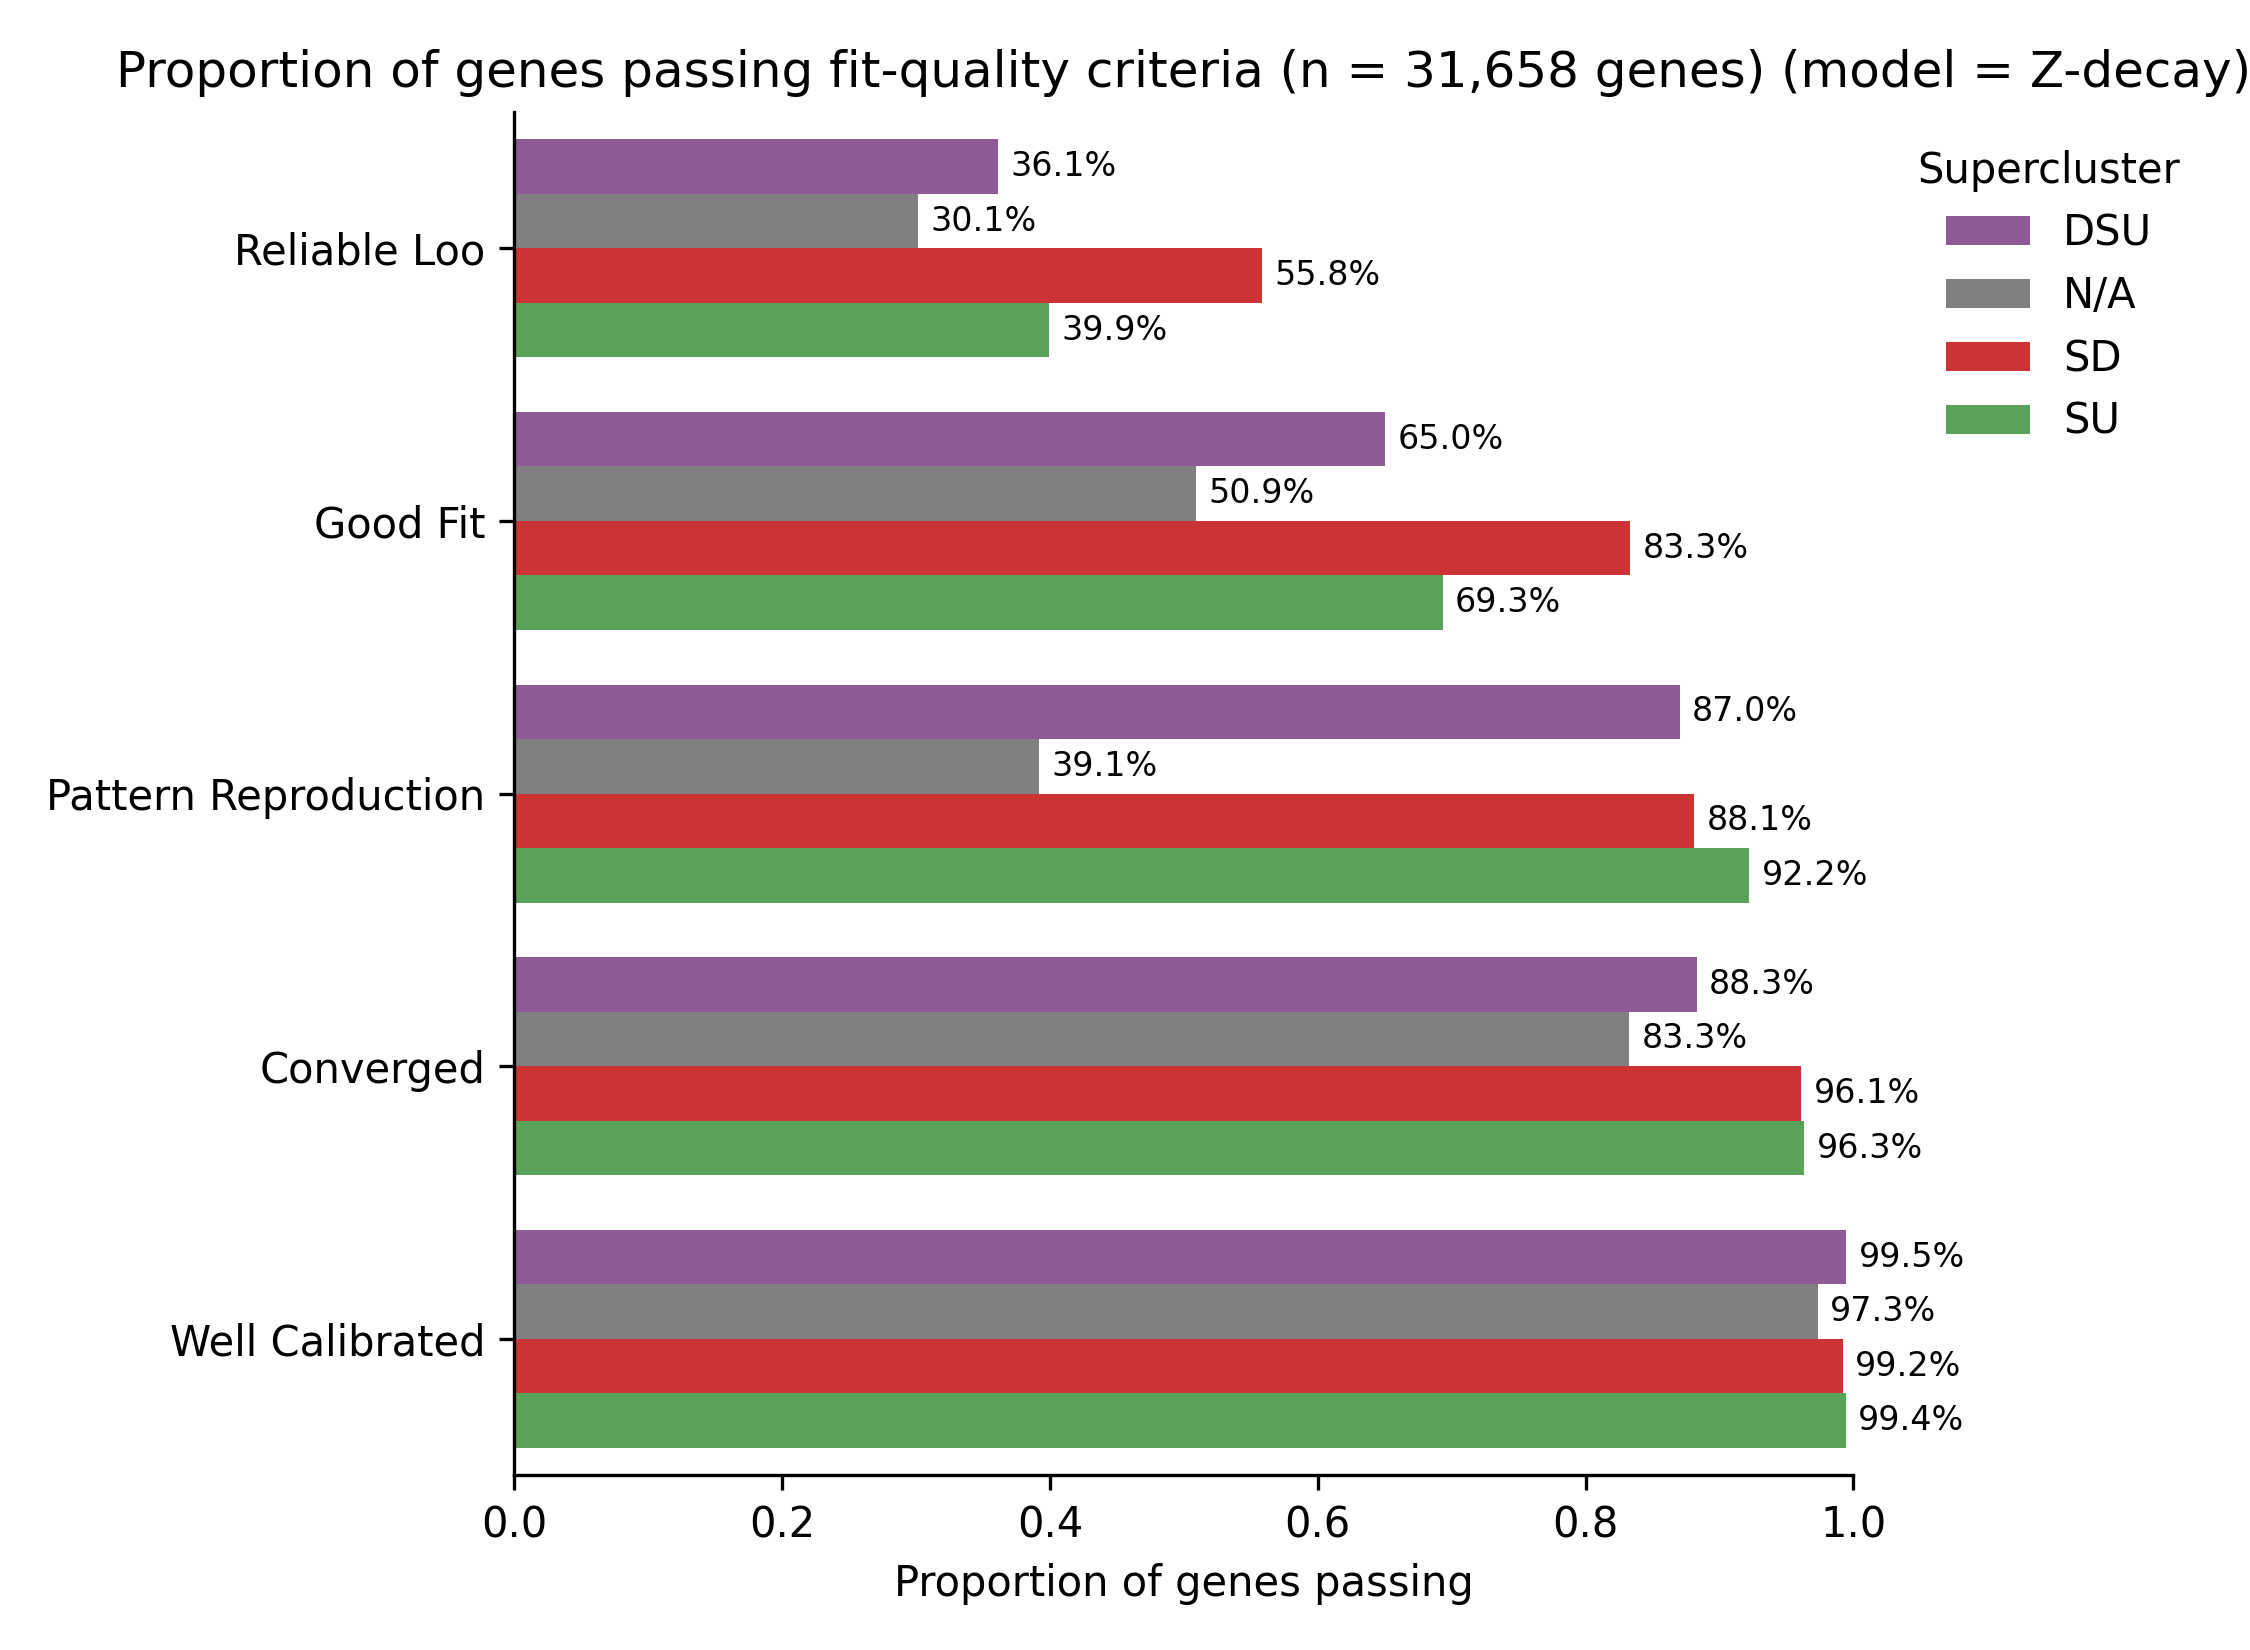 Proportion of genes passing fit-quality criteria (n = 31,658 genes) (model = Z-decay)
Supercluster
DSU
N/A
SD
SU
Reliable Loo
36.1%
30.1%
55.8%
39.9%
Good Fit
65.0%
50.9%
83.3%
69.3%
Pattern Reproduction
87.0%
39.1%
88.1%
92.2%
Converged
88.3%
83.3%
96.1%
96.3%
Well Calibrated
99.5%
97.3%
99.2%
99.4%
0.0 0.2 0.4 0.6 0.8 1.0
Proportion of genes passing